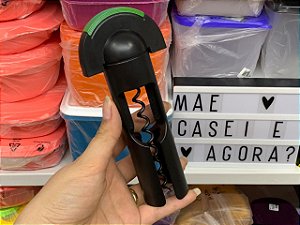 MÃE ♥
CASEI E
♥ AGORA?